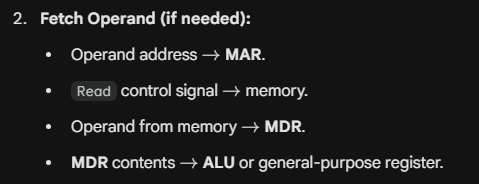 2. Fetch Operand (if needed):
• Operand address → MAR.
• Read control signal → memory.
• Operand from memory → MDR.
• MDR contents → ALU or general-purpose register.